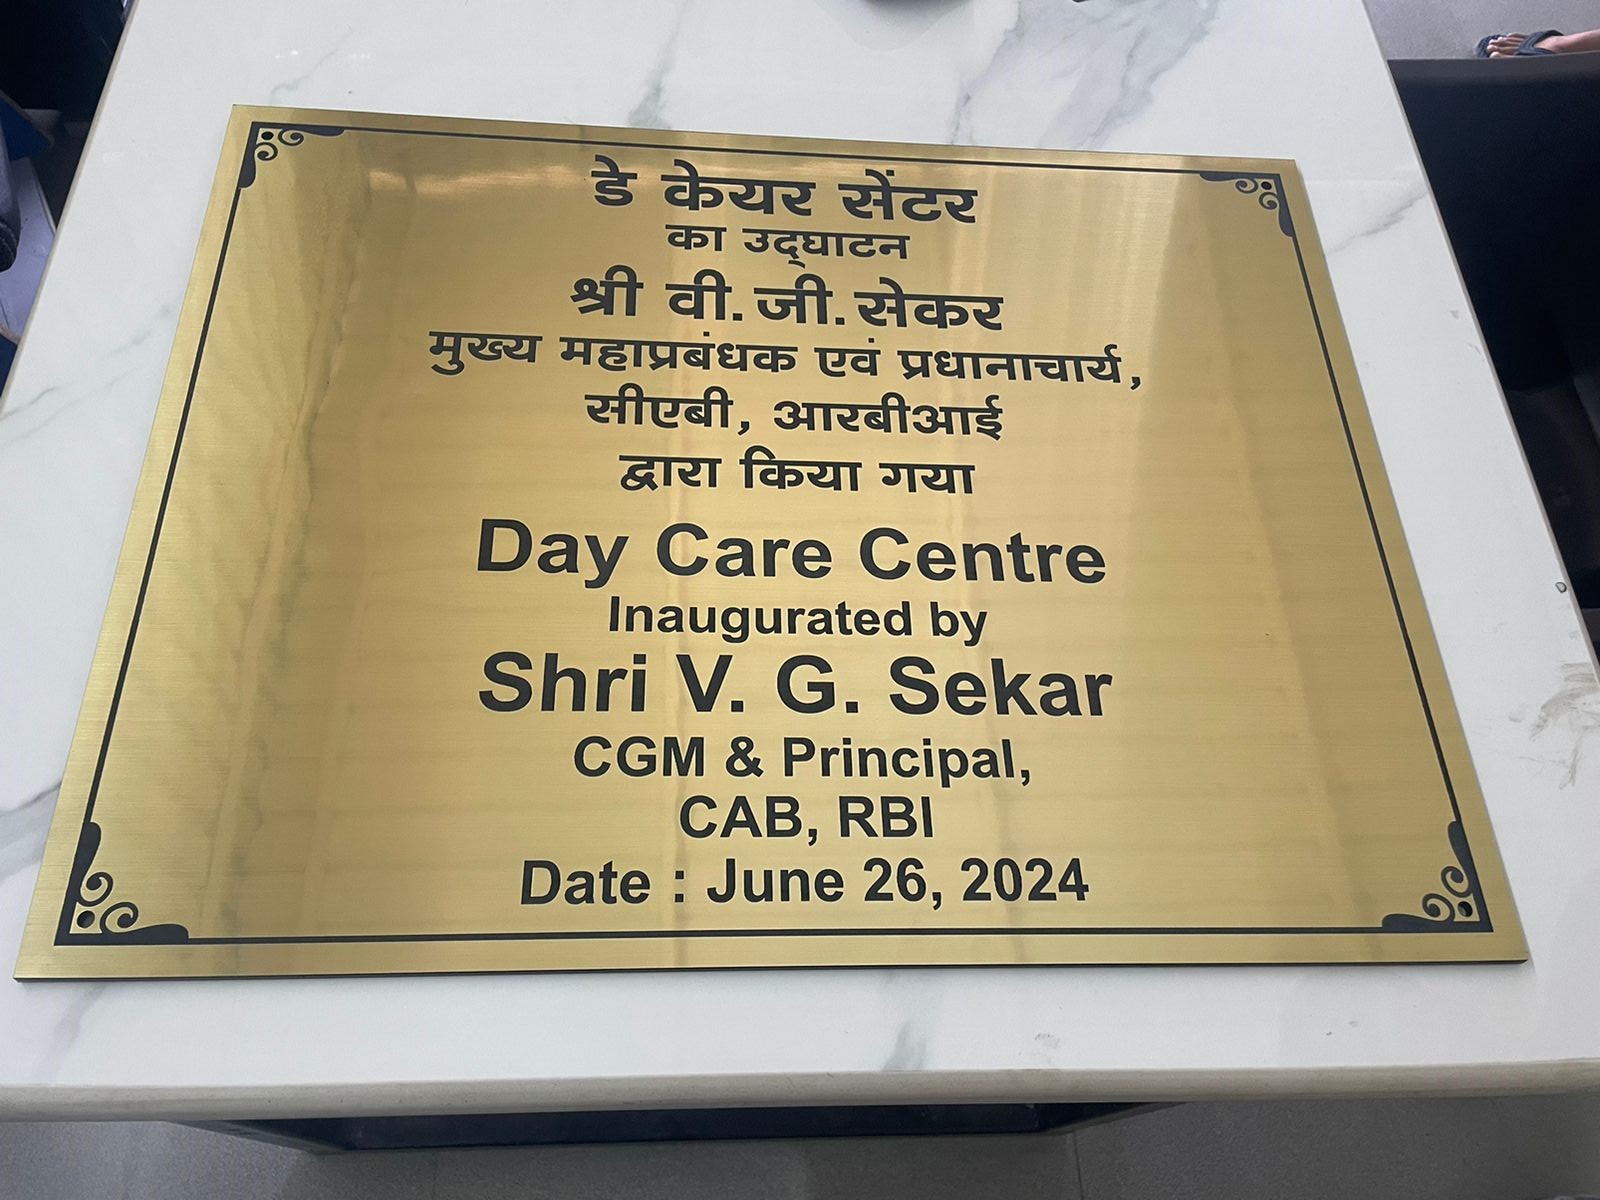 डे केयर सेंटर
का उद्‌घाटन
श्री वी.जी.सेकर
मुख्य महाप्रबंधक एवं प्रधानाचार्य,
सीएबी, आरबीआई
द्वारा किया गया
Day Care Centre
Inaugurated by
Shri V. G. Sekar
CGM & Principal,
CAB, RBI
Date : June 26, 2024